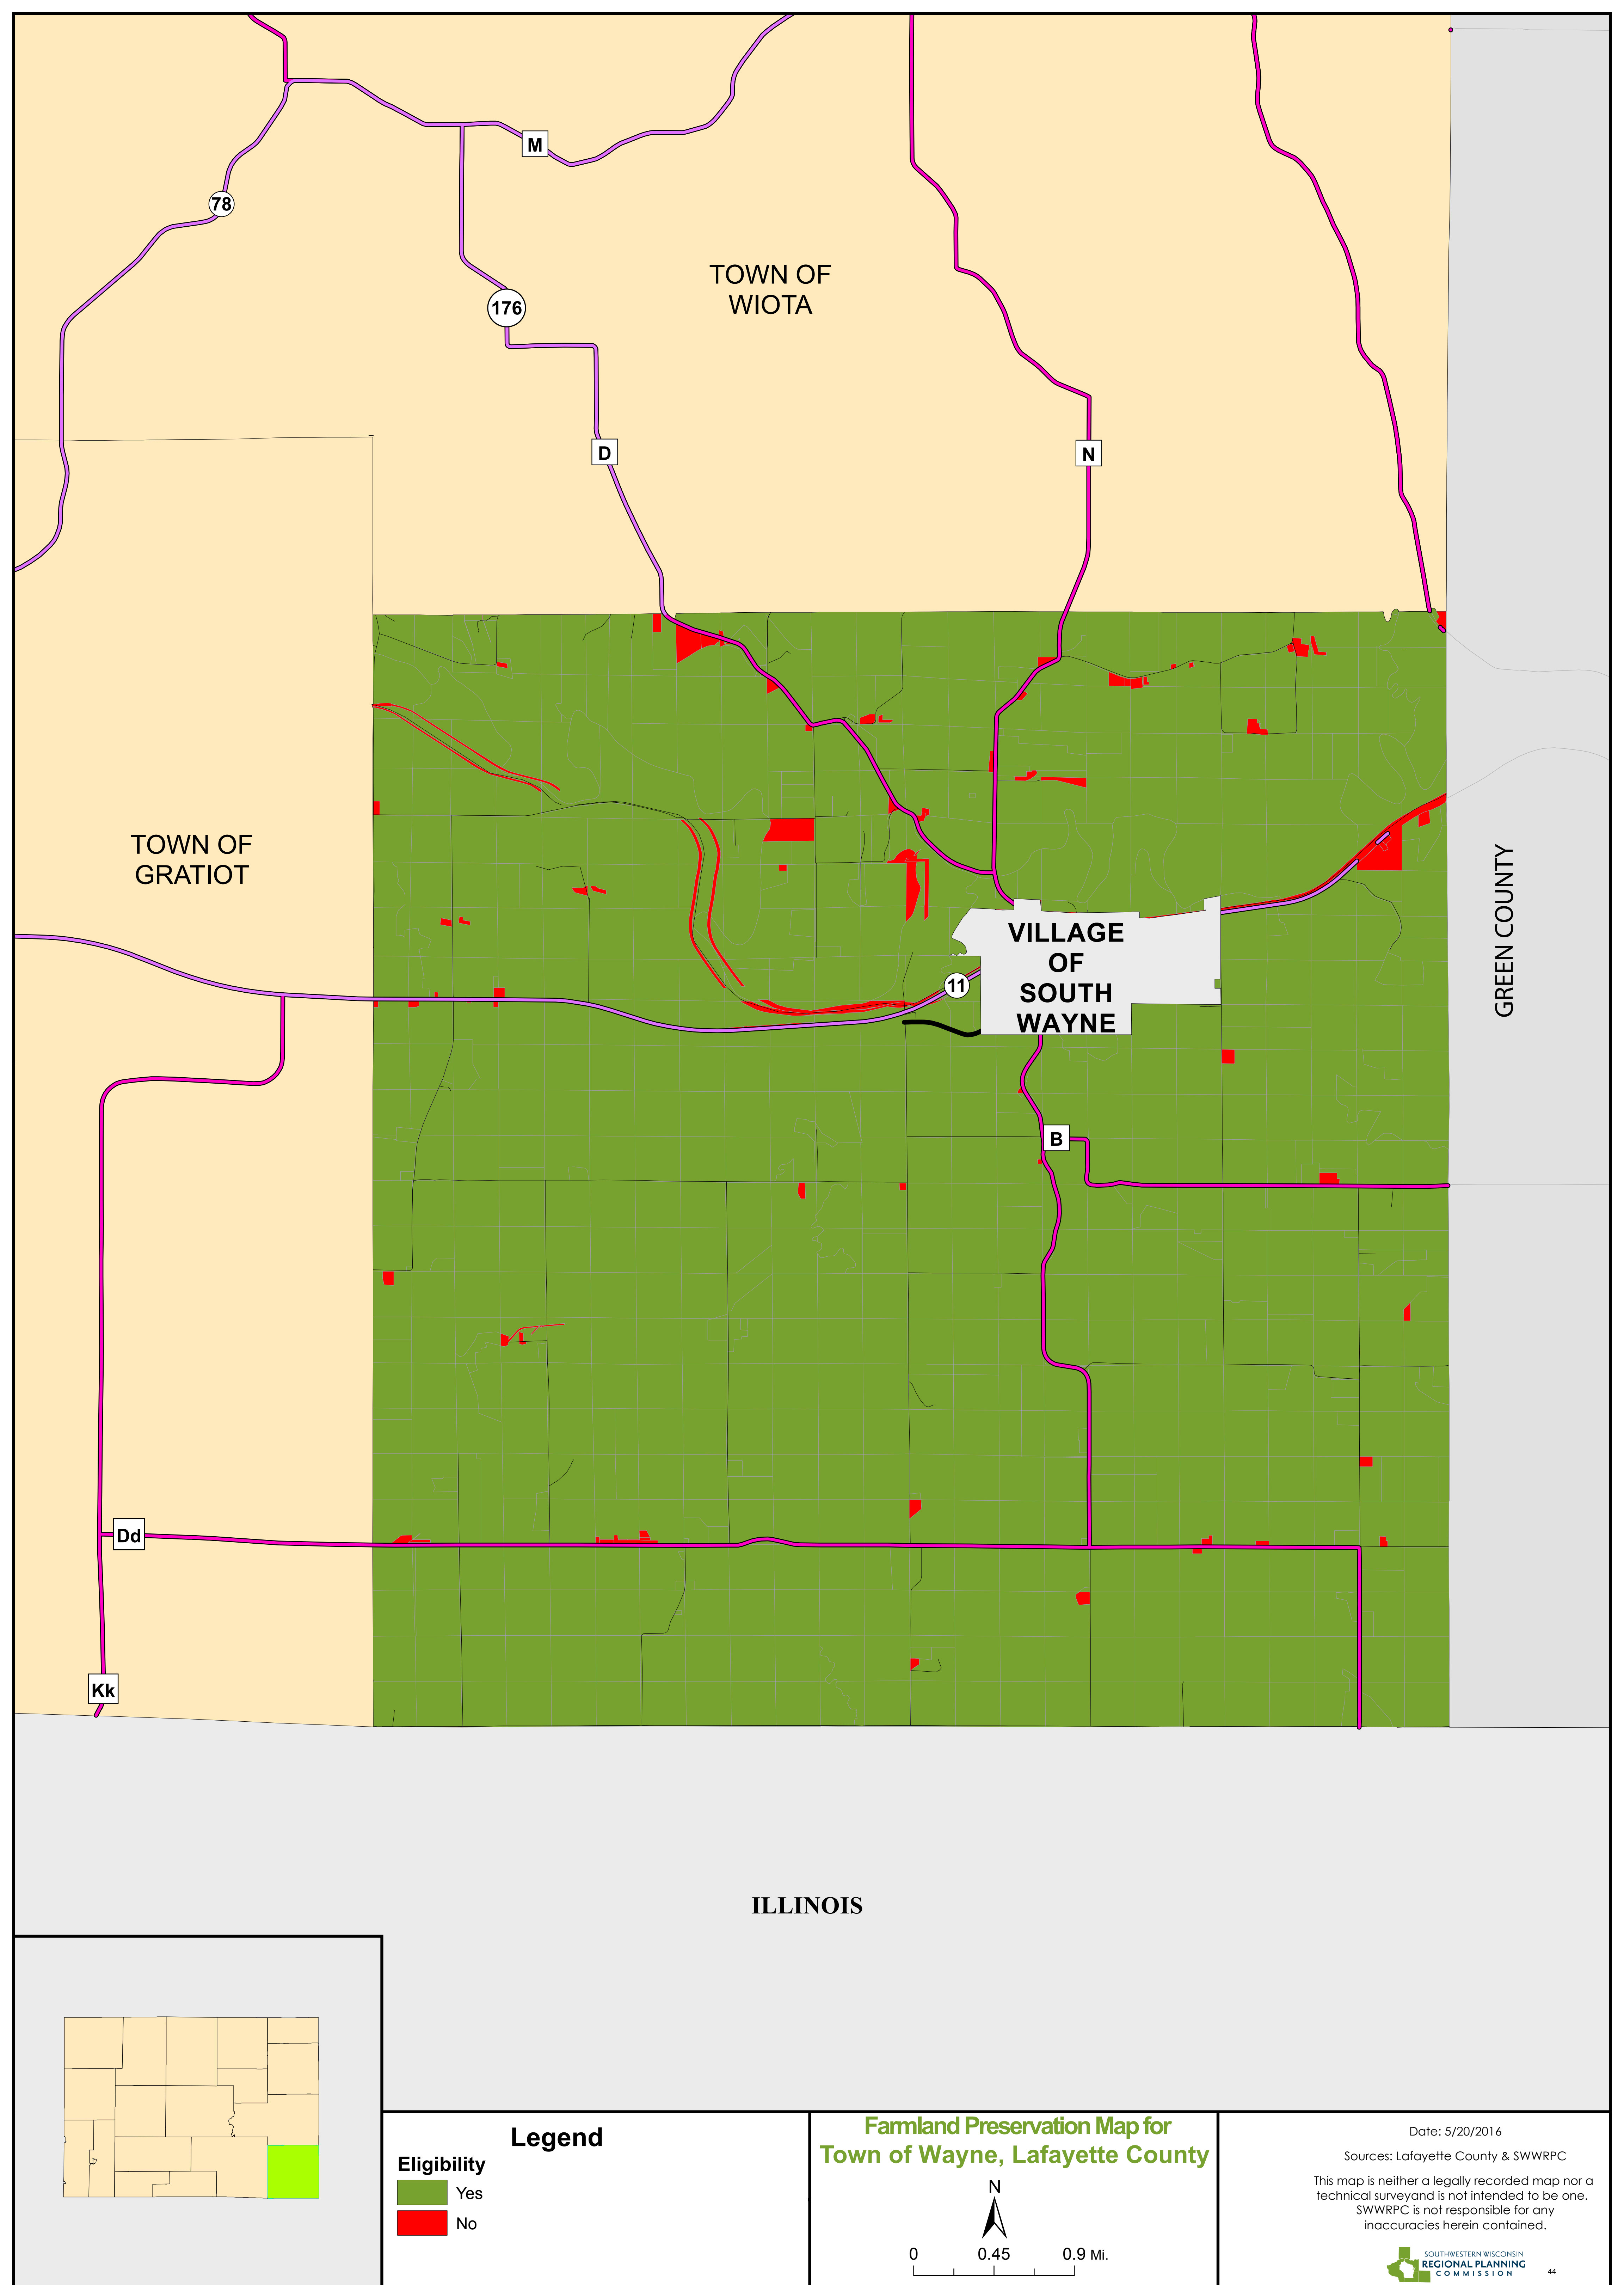 M
78
TOWN OF
WIOTA
176
D
N
TOWN OF
GRATIOT
GREEN COUNTY
VILLAGE
OF
SOUTH
WAYNE
11
B
Dd
Kk
ILLINOIS
Legend
Eligibility
Yes
No
Farmland Preservation Map for
Town of Wayne, Lafayette County
N
0 0.45 0.9 Mi.
Date: 5/20/2016
Sources: Lafayette County & SWWRPC
This map is neither a legally recorded map nor a
technical surveyand is not intended to be one.
SWWRPC is not responsible for any
inaccuracies herein contained.
SOUTHWESTERN WISCONSIN
REGIONAL PLANNING
COMMISSION
44